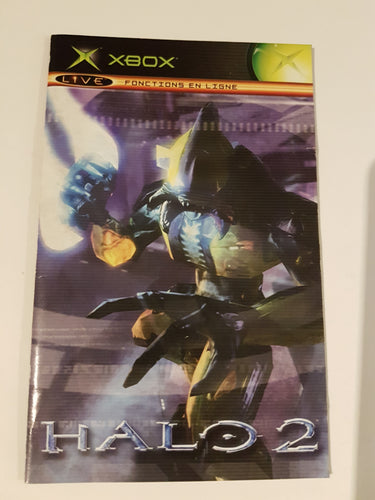 XBOX
LIVE FONCTIONS EN LIGNE
HALO 2